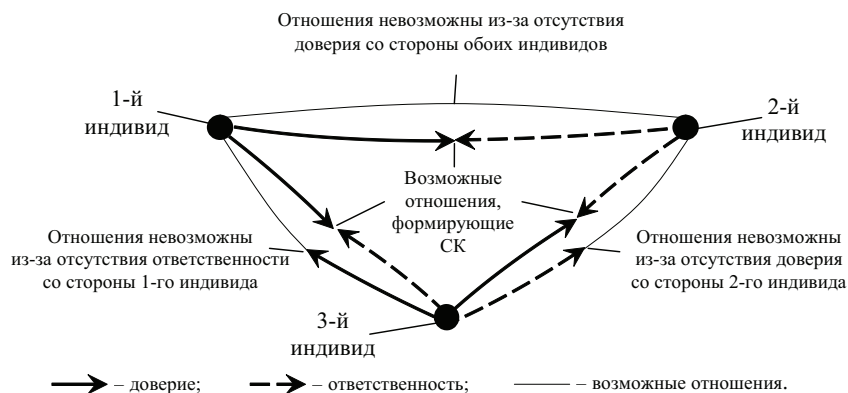 Отношения невозможны из-за отсутствия
доверия со стороны обоих индивидов
1-й
индивид
2-й
индивид
Возможные
отношения,
формирующие
СК
Отношения невозможны
из-за отсутствия ответственности
со стороны 1-го индивида
Отношения невозможны
из-за отсутствия доверия
со стороны 2-го индивида
3-й
индивид
– доверие; – ответственность; – возможные отношения.